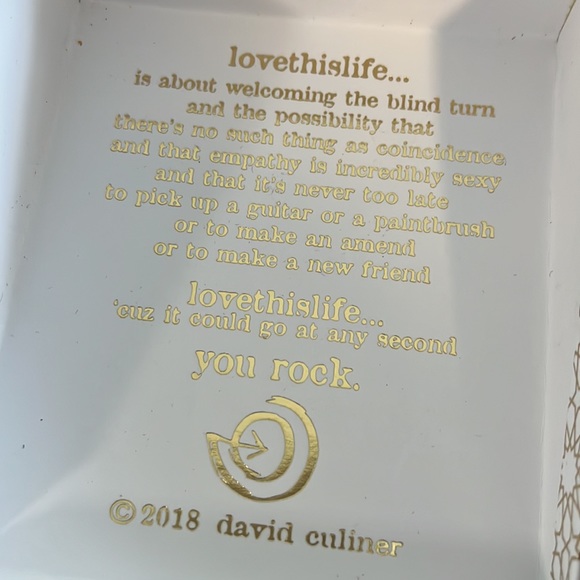 lovethislife...
is about welcoming the blind turn
and the possibility that
there's no such thing as coincidence
and that empathy is incredibly sexy
and that it's never too late
to pick up a guitar or a paintbrush
or to make an amend
or to make a new friend
lovethislife...
'cuz it could go at any second
you rock.
©2018 david culiner